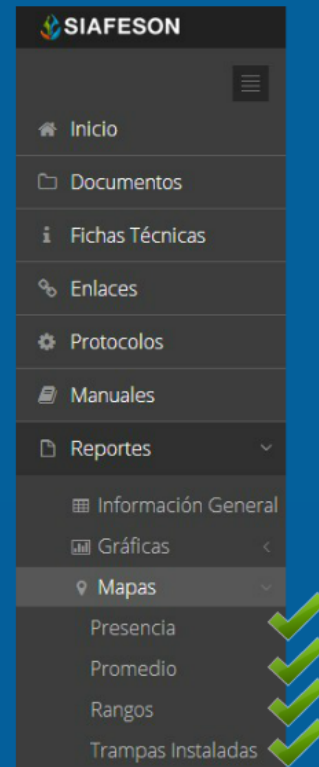 SIAFESON
Inicio
Documentos
Fichas Técnicas
Enlaces
Protocolos
Manuales
Reportes
Información General
Gráficas
Mapas
Presencia
Promedio
Rangos
Trampas Instaladas